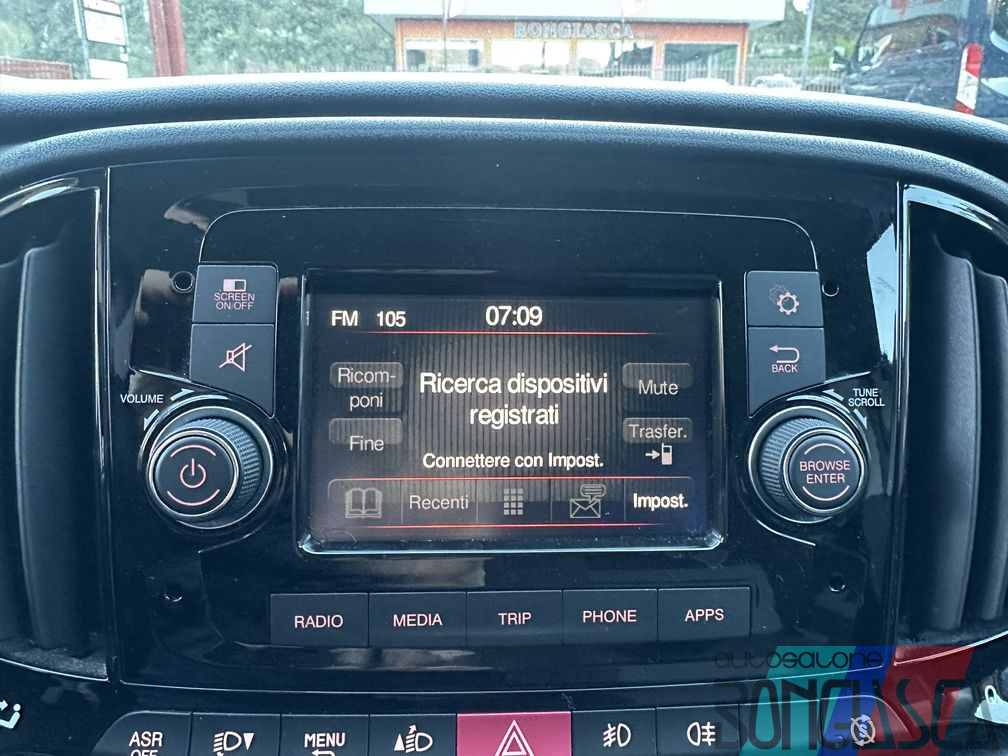 BONGIASCA
SCREEN
ON/OFF
BACK
VOLUME
TUNE
SCROLL
FM 105 07:09
Ricom-
poni
Ricerca dispositivi
registrati
Mute
Fine
Trasfer.
Connettere con Impost.
Recenti
Impost.
BROWSE
ENTER
RADIO
MEDIA
TRIP
PHONE
APPS
autosalone
BONGIASCA
ASR
OFF
MENU